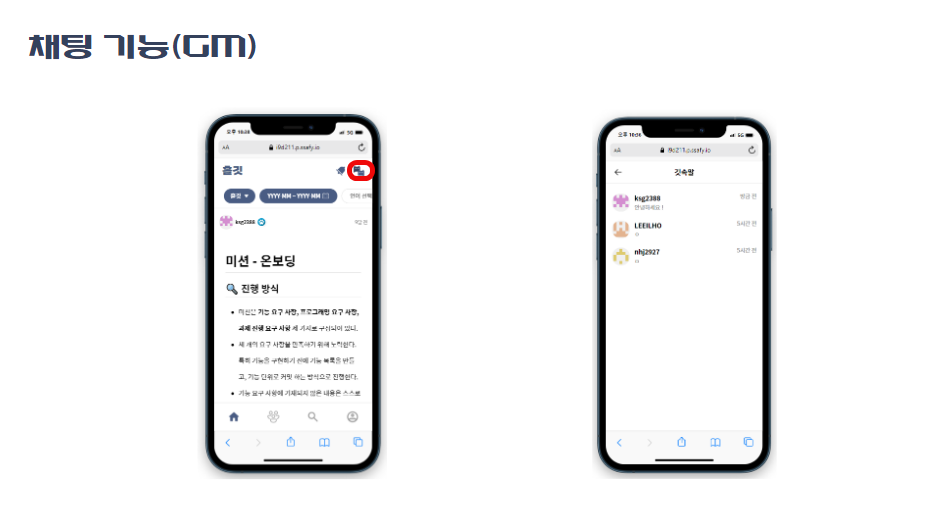 채팅 기능(GM)
오후 10:36
5G
AA
i9d211.p.ssafy.io
올깃
YYYY MM ~ YYYY MM
ksg2388
미션 - 온보딩
🔍 진행 방식
• 미션은 기능 요구 사항, 프로그래밍 요구 사항,
과제 진행 요구 사항 세 가지로 구성되어 있다.
• 세 개의 요구 사항을 만족하기 위해 노력한다.
특히 기능을 구현하기 전에 기능 목록을 만들
고, 기능 단위로 커밋 하는 방식으로 진행한다.
• 기능 요구 사항에 기재되지 않은 내용은 스스로
오후 10:36
5G
AA
i9d211.p.ssafy.io
← 깃속말
ksg2388 방금 전
안녕하세요 !
LEEILHO 5시간 전
nhj2927 5시간 전